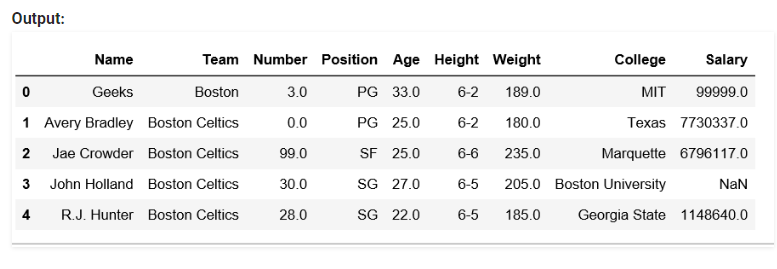 Output:
Name Team Number Position Age Height Weight College Salary
0 Geeks Boston 3.0 PG 33.0 6-2 189.0 MIT 99999.0
1 Avery Bradley Boston Celtics 0.0 PG 25.0 6-2 180.0 Texas 7730337.0
2 Jae Crowder Boston Celtics 99.0 SF 25.0 6-6 235.0 Marquette 6796117.0
3 John Holland Boston Celtics 30.0 SG 27.0 6-5 205.0 Boston University NaN
4 R.J. Hunter Boston Celtics 28.0 SG 22.0 6-5 185.0 Georgia State 1148640.0